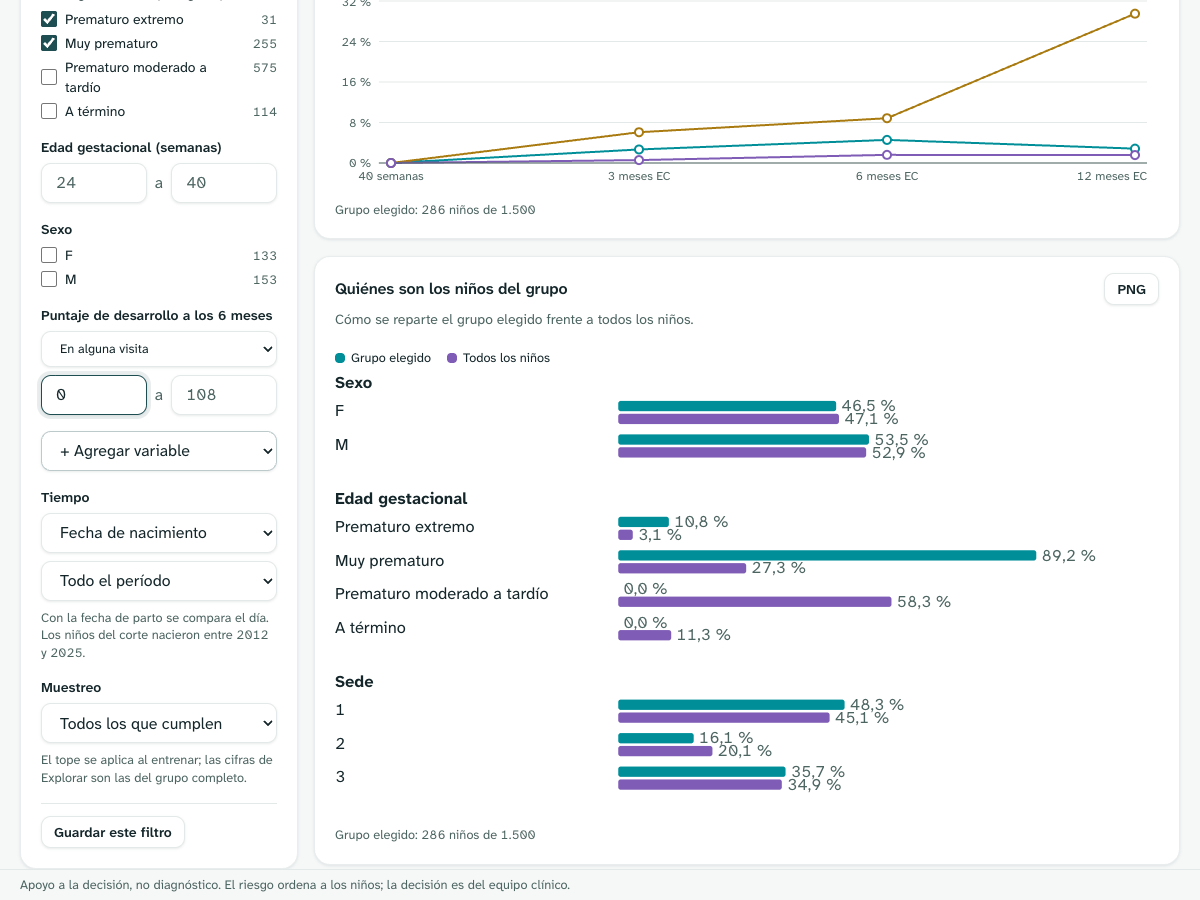 Prematuro extremo 31
Muy prematuro 255
Prematuro moderado a tardío 575
A término 114
Edad gestacional (semanas)
24 a 40
Sexo
F 133
M 153
Puntaje de desarrollo a los 6 meses
En alguna visita
0 a 108
+ Agregar variable
Tiempo
Fecha de nacimiento
Todo el período
Con la fecha de parto se compara el día.
Los niños del corte nacieron entre 2012
y 2025.
Muestreo
Todos los que cumplen
El tope se aplica al entrenar; las cifras de
Explorar son las del grupo completo.
Guardar este filtro
32 %
24 %
16 %
8 %
0 %
40 semanas 3 meses EC 6 meses EC 12 meses EC
Grupo elegido: 286 niños de 1.500
Quiénes son los niños del grupo
PNG
Cómo se reparte el grupo elegido frente a todos los niños.
Grupo elegido Todos los niños
Sexo
F 46,5 %
47,1 %
M 53,5 %
52,9 %
Edad gestacional
Prematuro extremo 10,8 %
3,1 %
Muy prematuro 89,2 %
27,3 %
Prematuro moderado a tardío 0,0 %
58,3 %
A término 0,0 %
11,3 %
Sede
1 48,3 %
45,1 %
2 16,1 %
20,1 %
3 35,7 %
34,9 %
Grupo elegido: 286 niños de 1.500
Apoyo a la decisión, no diagnóstico. El riesgo ordena a los niños; la decisión es del equipo clínico.